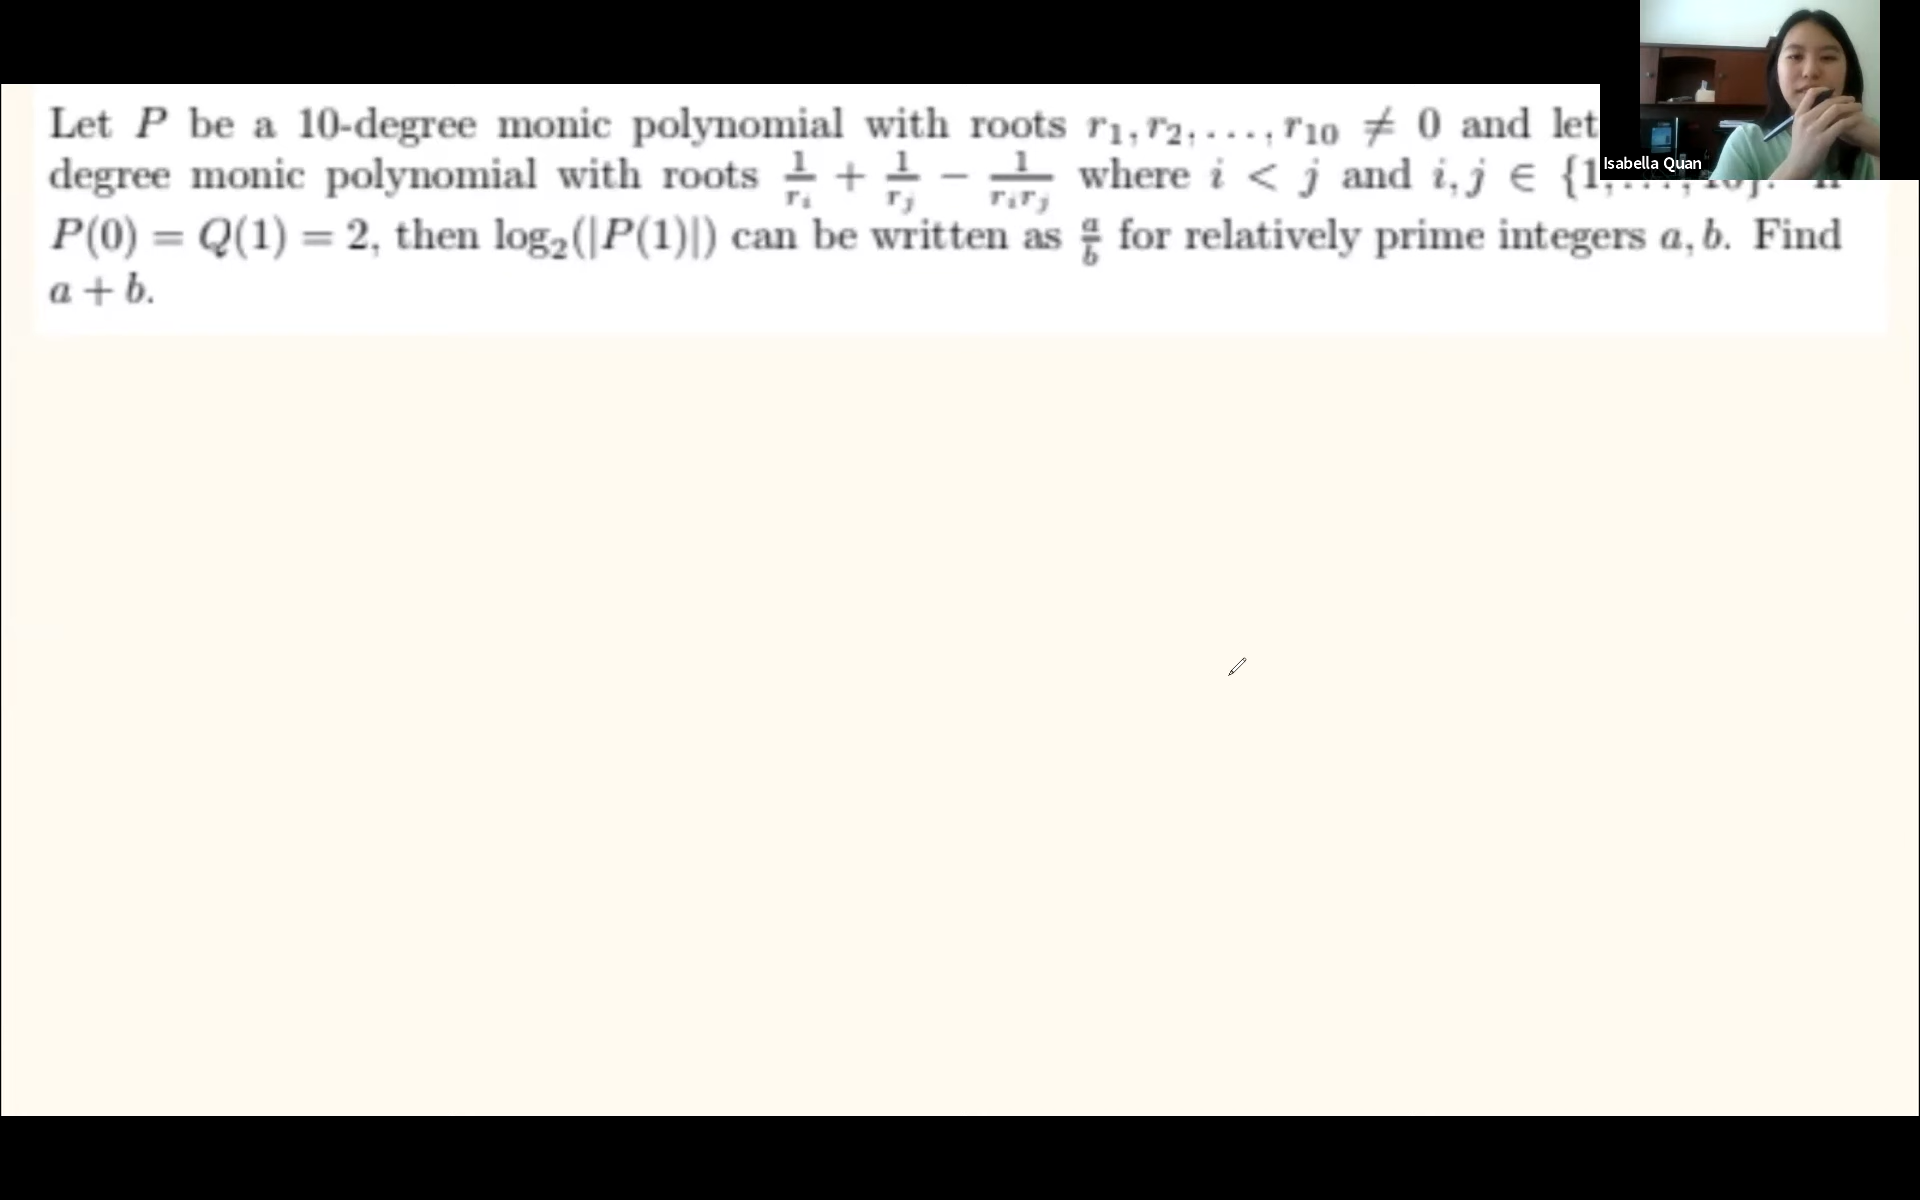 Let P be a 10-degree monic polynomial with roots r₁, r₂, . . . , r₁₀ ≠ 0 and let
degree monic polynomial with roots 1/rᵢ + 1/rⱼ − 1/(rᵢrⱼ) where i < j and i, j ∈ {1, . . . , 10}.
P(0) = Q(1) = 2, then log₂(|P(1)|) can be written as a/b for relatively prime integers a, b. Find
a + b.
Isabella Quan